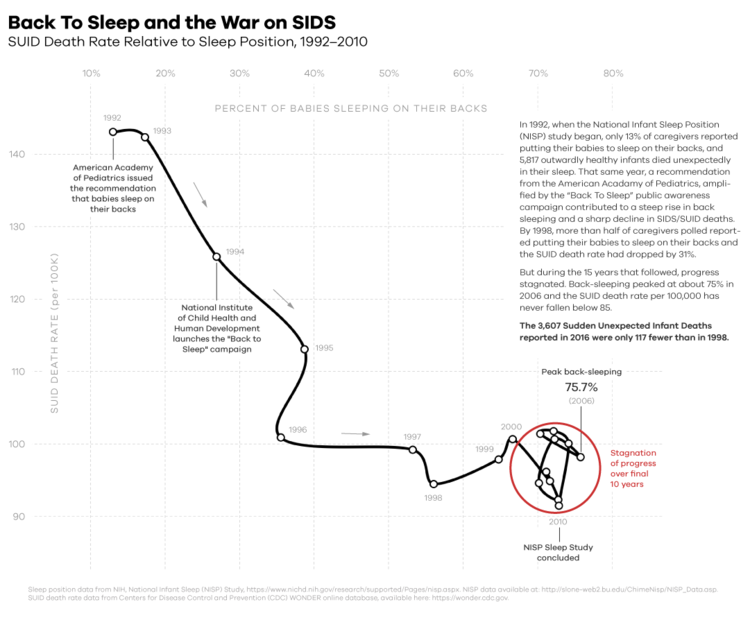 Back To Sleep and the War on SIDS
SUID Death Rate Relative to Sleep Position, 1992–2010
10%
20%
30%
40%
50%
60%
70%
80%
PERCENT OF BABIES SLEEPING ON THEIR BACKS
In 1992, when the National Infant Sleep Position
(NISP) study began, only 13% of caregivers reported
putting their babies to sleep on their backs, and
5,817 outwardly healthy infants died unexpectedly
in their sleep. That same year, a recommendation
from the American Acadamy of Pediatrics, ampli-
fied by the “Back To Sleep” public awareness
campaign contributed to a steep rise in back
sleeping and a sharp decline in SIDS/SUID deaths.
By 1998, more than half of caregivers polled report-
ed putting their babies to sleep on their backs and
the SUID death rate had dropped by 31%.
But during the 15 years that followed, progress
stagnated. Back-sleeping peaked at about 75% in
2006 and the SUID death rate per 100,000 has
never fallen below 85.
The 3,607 Sudden Unexpected Infant Deaths
reported in 2016 were only 117 fewer than in 1998.
SUID DEATH RATE (per 100K)
140
130
120
110
100
90
1992
1993
American Academy
of Pediatrics issued
the recommendation
that babies sleep on
their backs
1994
National Institute
of Child Health and
Human Development
launches the "Back to
Sleep" campaign
1995
1996
1997
1998
1999
2000
Peak back-sleeping
75.7%
(2006)
Stagnation
of progress
over final
10 years
2010
NISP Sleep Study
concluded
Sleep position data from NIH, National Infant Sleep (NISP) Study, https://www.nichd.nih.gov/research/supported/Pages/nisp.aspx. NISP data available at: http://slone-web2.bu.edu/ChimeNisp/NISP_Data.asp.
SUID death rate data from Centers for Disease Control and Prevention (CDC) WONDER online database, available here: https://wonder.cdc.gov